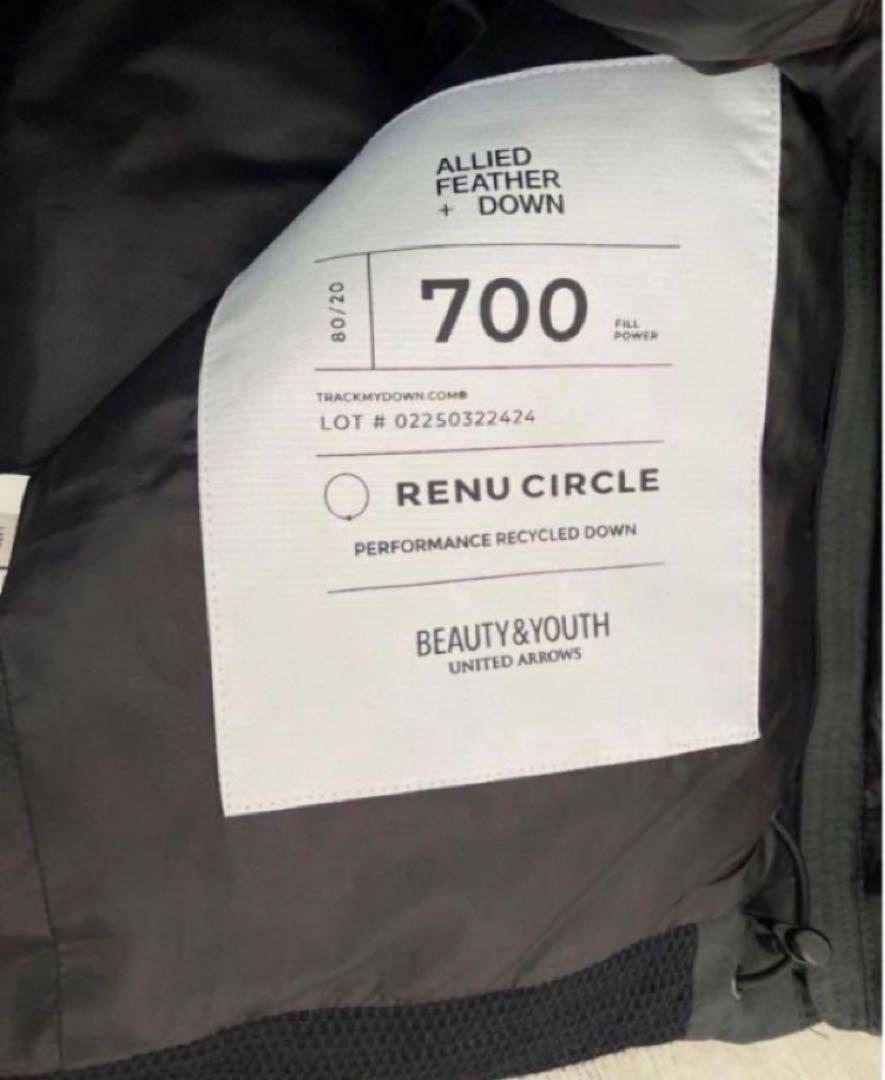 ALLIED
FEATHER
+ DOWN
80/20
700
FILL
POWER
TRACKMYDOWN.COM®
LOT # 02250322424
RENU CIRCLE
PERFORMANCE RECYCLED DOWN
BEAUTY&YOUTH
UNITED ARROWS